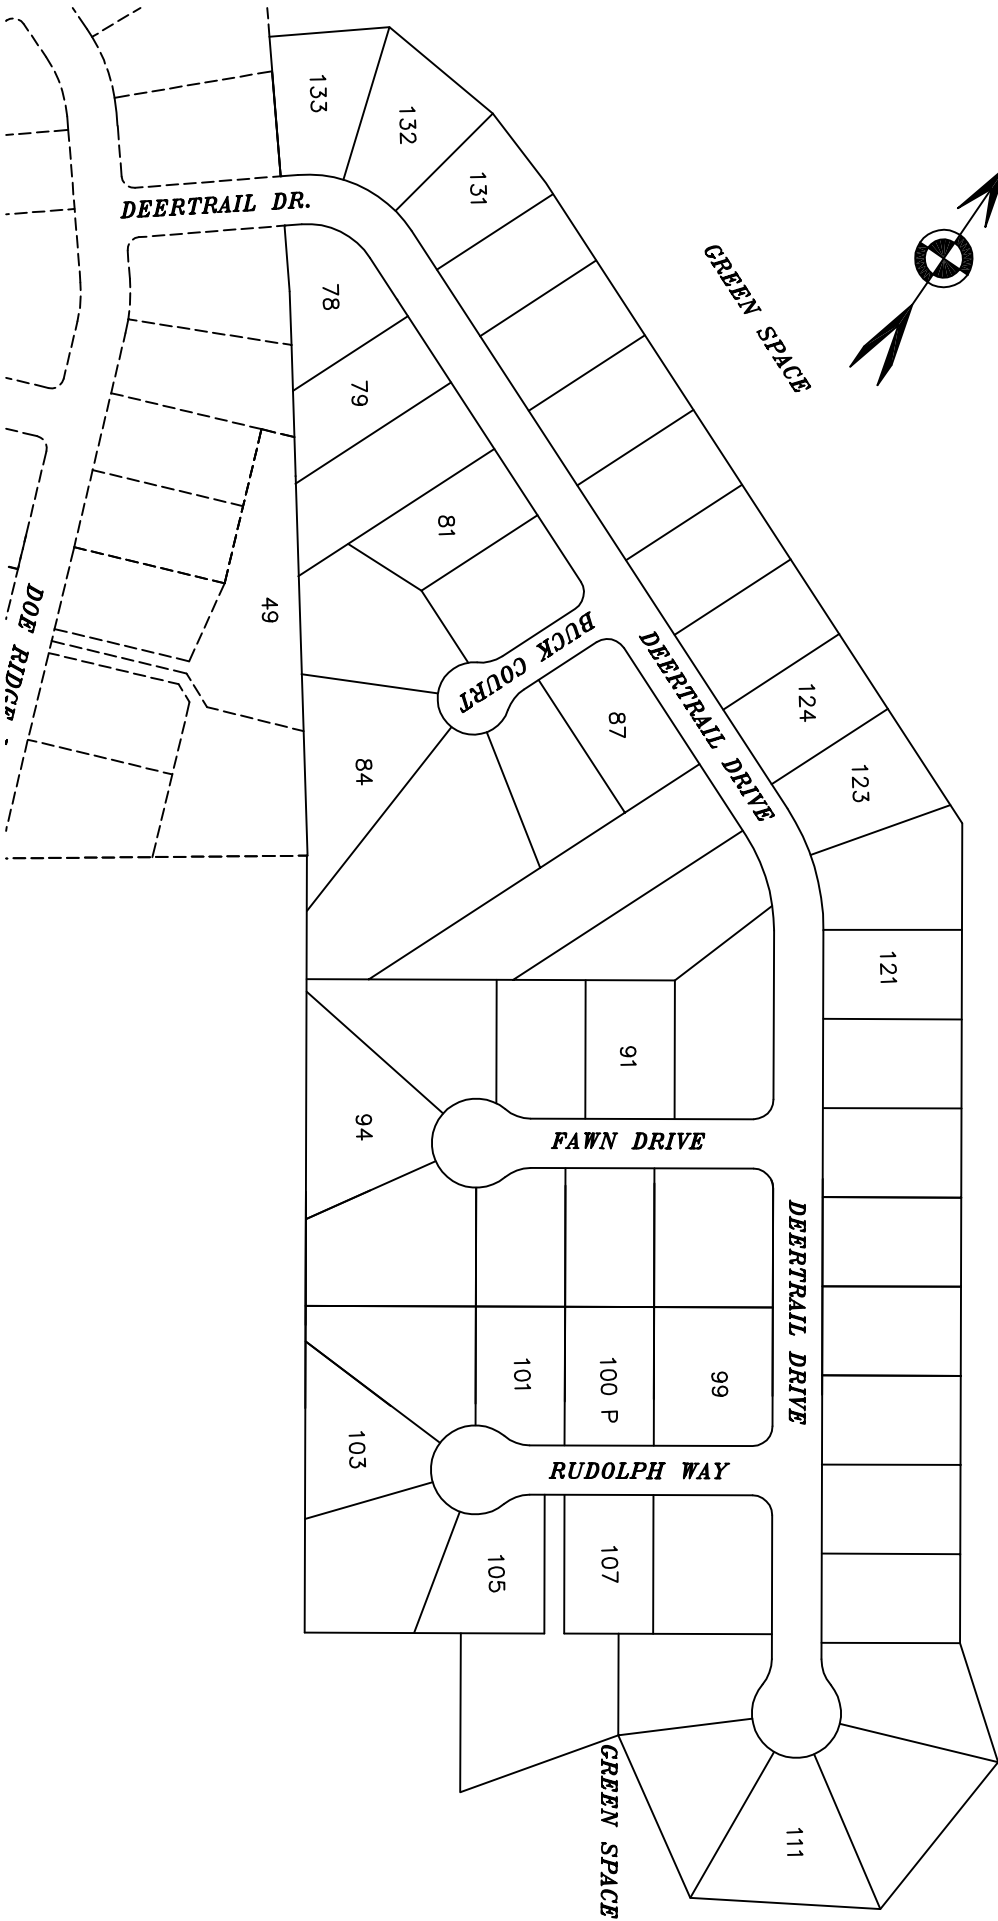 133
132
131
DEERTRAIL DR.
GREEN SPACE
78
79
81
49
DOE RIDGE
BUCK COURT
DEERTRAIL DRIVE
87
84
124
123
121
91
94
FAWN DRIVE
DEERTRAIL DRIVE
101
100 P
99
103
RUDOLPH WAY
105
107
GREEN SPACE
111